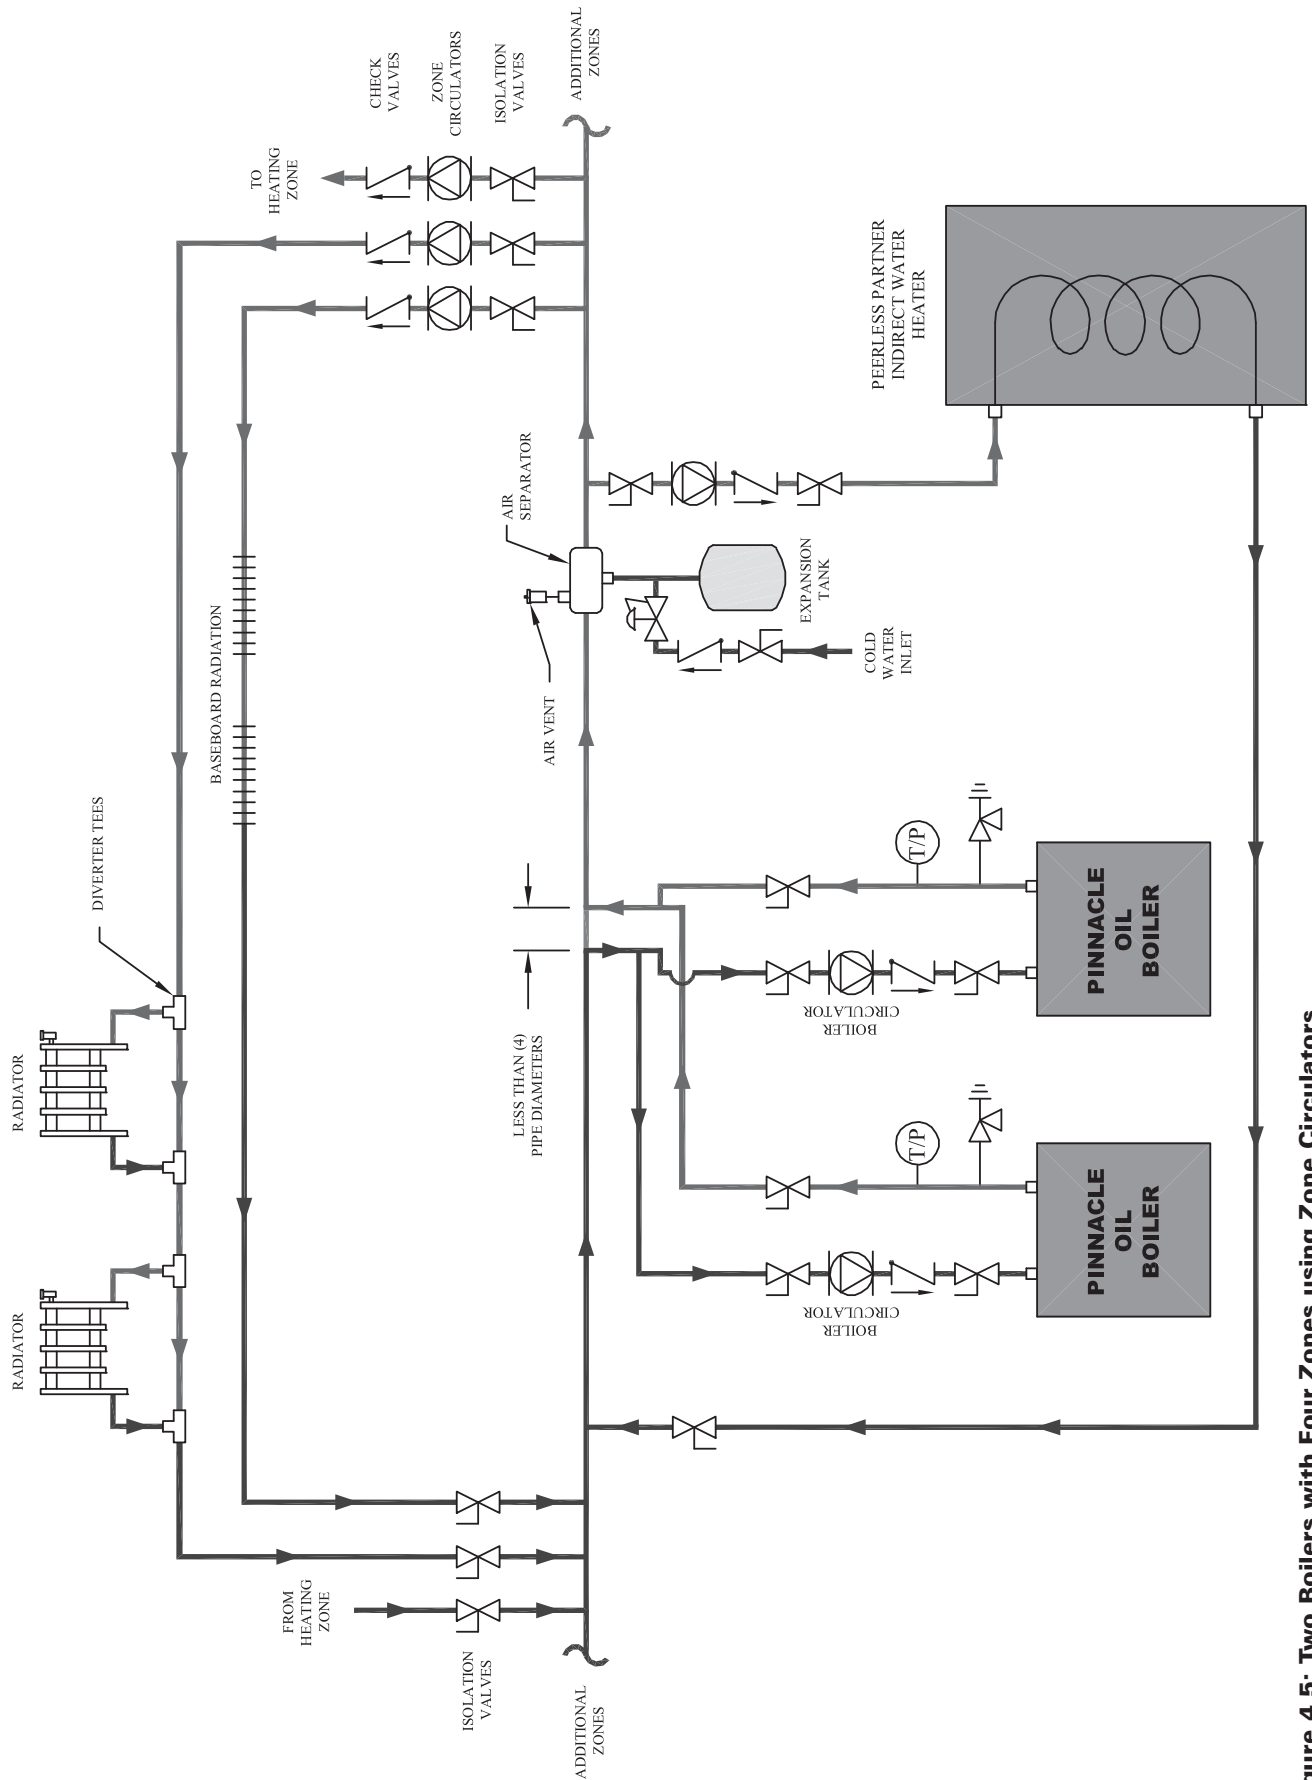 RADIATOR
RADIATOR
DIVERTER TEES
BASEBOARD RADIATION
TO
HEATING
ZONE
CHECK
VALVES
ZONE
CIRCULATORS
ISOLATION
VALVES
ADDITIONAL
ZONES
FROM
HEATING
ZONE
ISOLATION
VALVES
ADDITIONAL
ZONES
LESS THAN (4)
PIPE DIAMETERS
AIR VENT
AIR
SEPARATOR
EXPANSION
TANK
COLD
WATER
INLET
PEERLESS PARTNER
INDIRECT WATER
HEATER
BOILER
CIRCULATOR
T/P
PINNACLE
OIL
BOILER
BOILER
CIRCULATOR
T/P
PINNACLE
OIL
BOILER
gure 4.5: Two Boilers with Four Zones using Zone Circulators